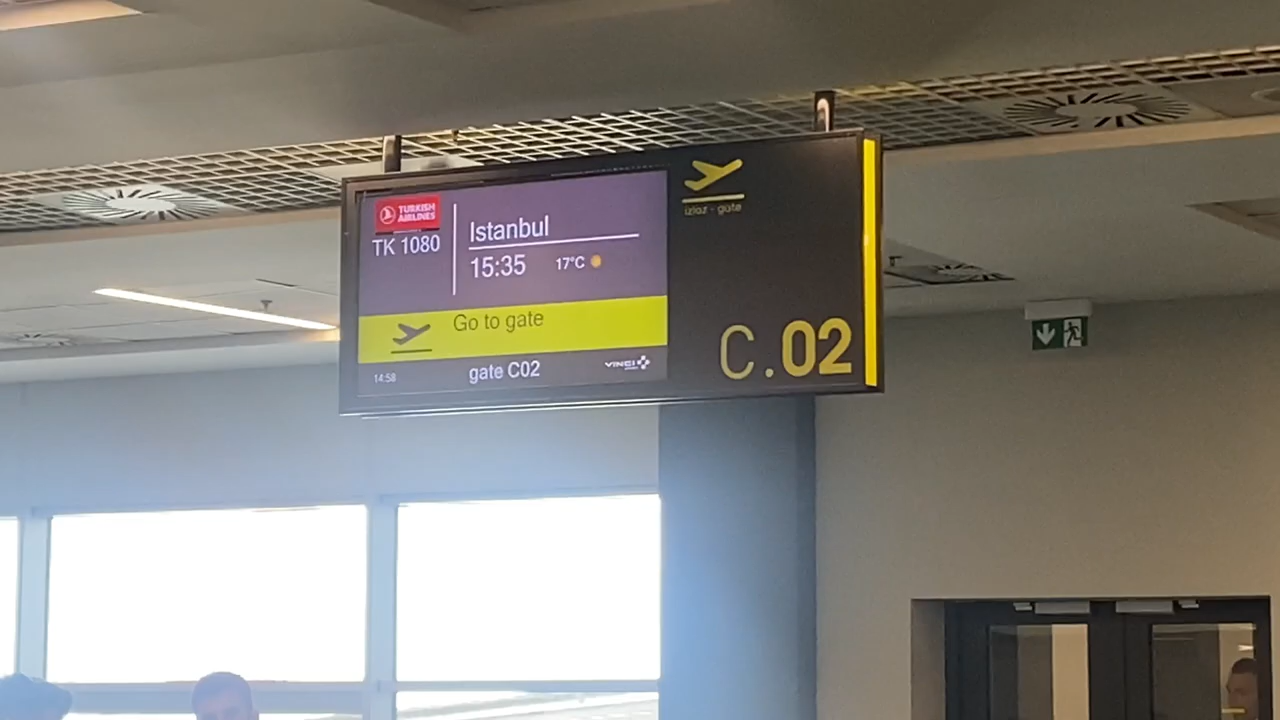 TURKISH
AIRLINES
TK 1080
Istanbul
15:35 17°C
Go to gate
14:58 gate C02 VINCI
izlaz - gate
C.02